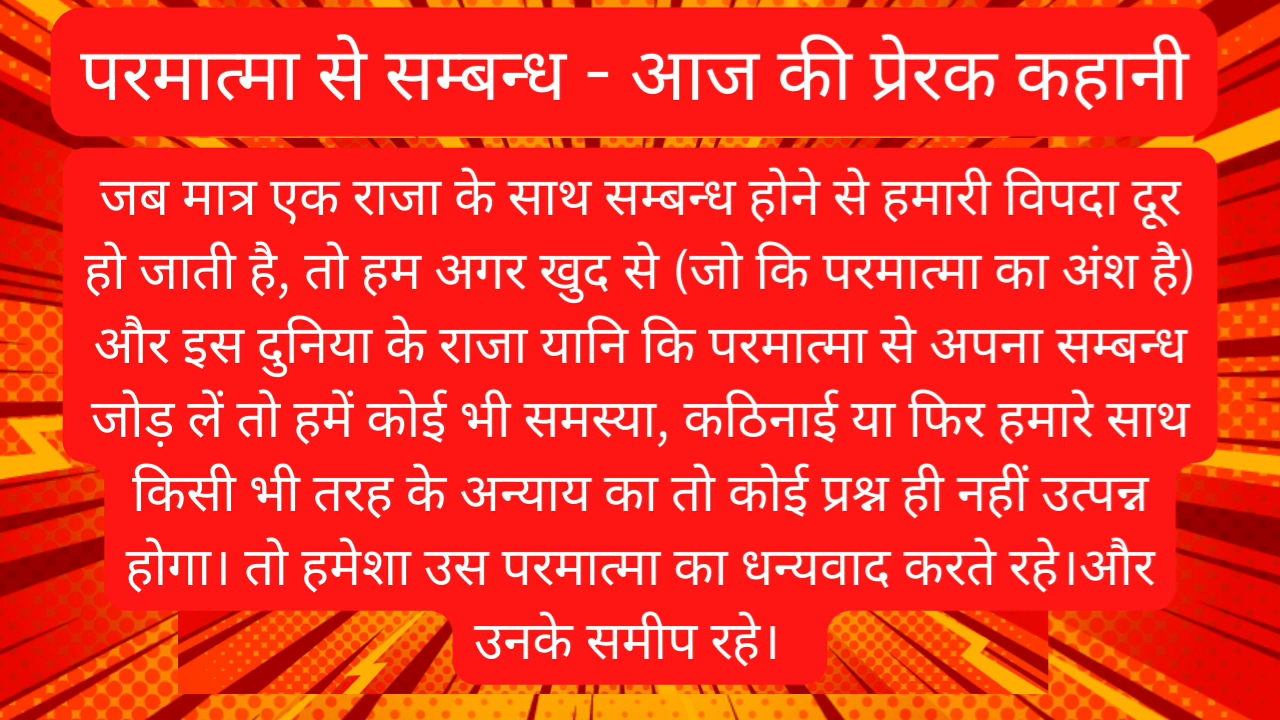 परमात्मा से सम्बन्ध - आज की प्रेरक कहानी
जब मात्र एक राजा के साथ सम्बन्ध होने से हमारी विपदा दूर
हो जाती है, तो हम अगर खुद से (जो कि परमात्मा का अंश है)
और इस दुनिया के राजा यानि कि परमात्मा से अपना सम्बन्ध
जोड़ लें तो हमें कोई भी समस्या, कठिनाई या फिर हमारे साथ
किसी भी तरह के अन्याय का तो कोई प्रश्न ही नहीं उत्पन्न
होगा। तो हमेशा उस परमात्मा का धन्यवाद करते रहे।और
उनके समीप रहे।